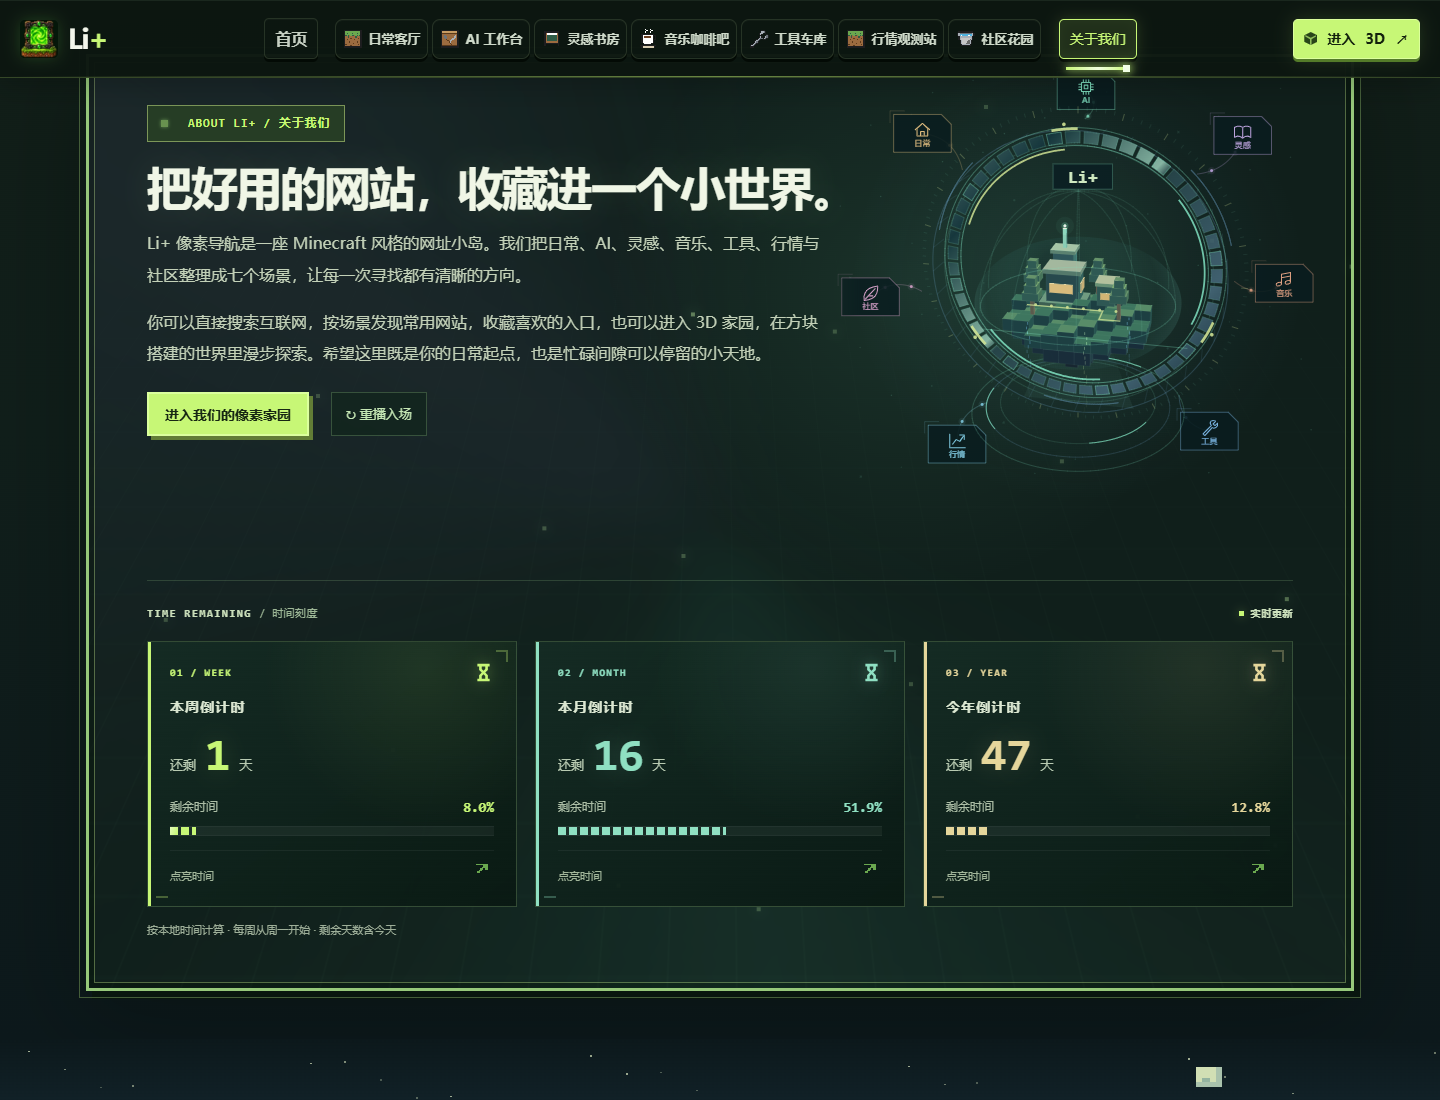 Li+
首页
日常客厅
AI 工作台
灵感书房
音乐咖啡吧
工具车库
行情观测站
社区花园
关于我们
进入 3D ↗
ABOUT LI+ / 关于我们
把好用的网站，收藏进一个小世界。
Li+ 像素导航是一座 Minecraft 风格的网址小岛。我们把日常、AI、灵感、音乐、工具、行情与
社区整理成七个场景，让每一次寻找都有清晰的方向。
你可以直接搜索互联网，按场景发现常用网站，收藏喜欢的入口，也可以进入 3D 家园，在方块
搭建的世界里漫步探索。希望这里既是你的日常起点，也是忙碌间隙可以停留的小天地。
进入我们的像素家园
↻ 重播入场
AI
日常
灵感
Li+
社区
音乐
行情
工具
TIME REMAINING / 时间刻度
实时更新
01 / WEEK
本周倒计时
还剩 1 天
剩余时间 8.0%
点亮时间
02 / MONTH
本月倒计时
还剩 16 天
剩余时间 51.9%
点亮时间
03 / YEAR
今年倒计时
还剩 47 天
剩余时间 12.8%
点亮时间
按本地时间计算 · 每周从周一开始 · 剩余天数含今天